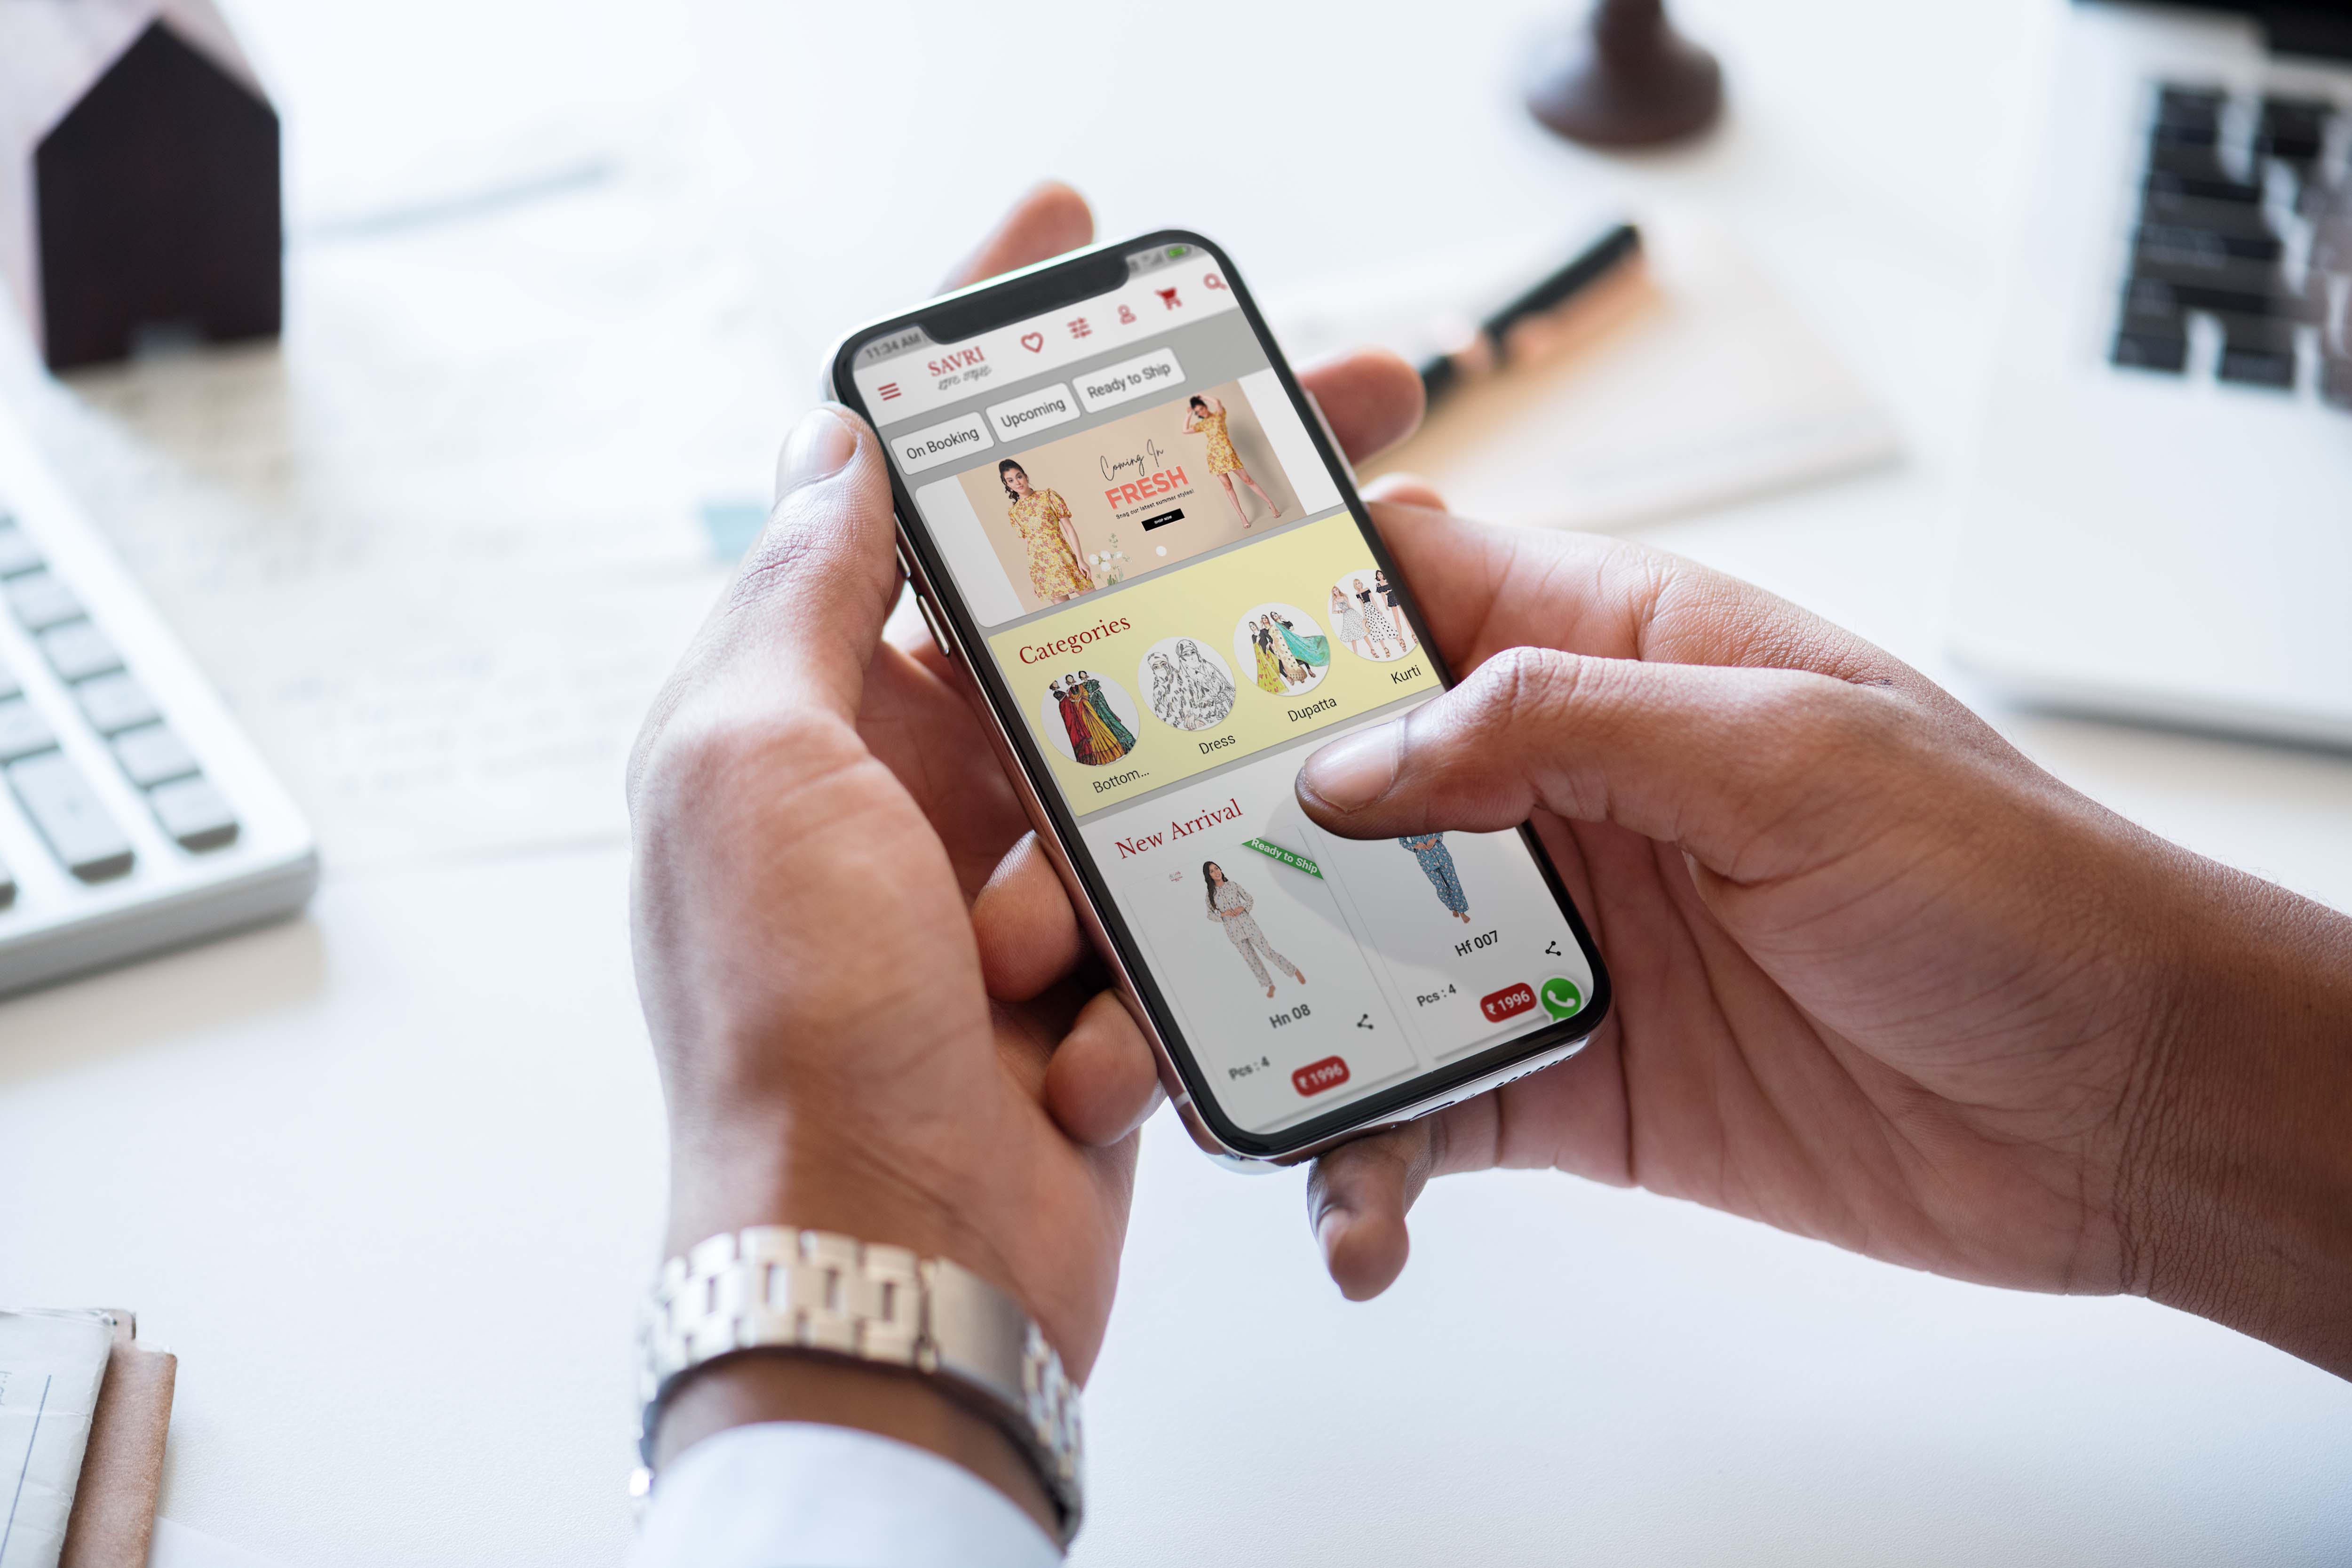 11:34 AM
SAVRI
On Booking
Upcoming
Ready to Ship
Coming In
FRESH
Snag our latest summer styles!
SHOP NOW
Categories
Bottom...
Dress
Dupatta
Kurti
New Arrival
Ready to Ship
Hn 08
Pcs : 4
₹ 1996
Hf 007
Pcs : 4
₹ 1996